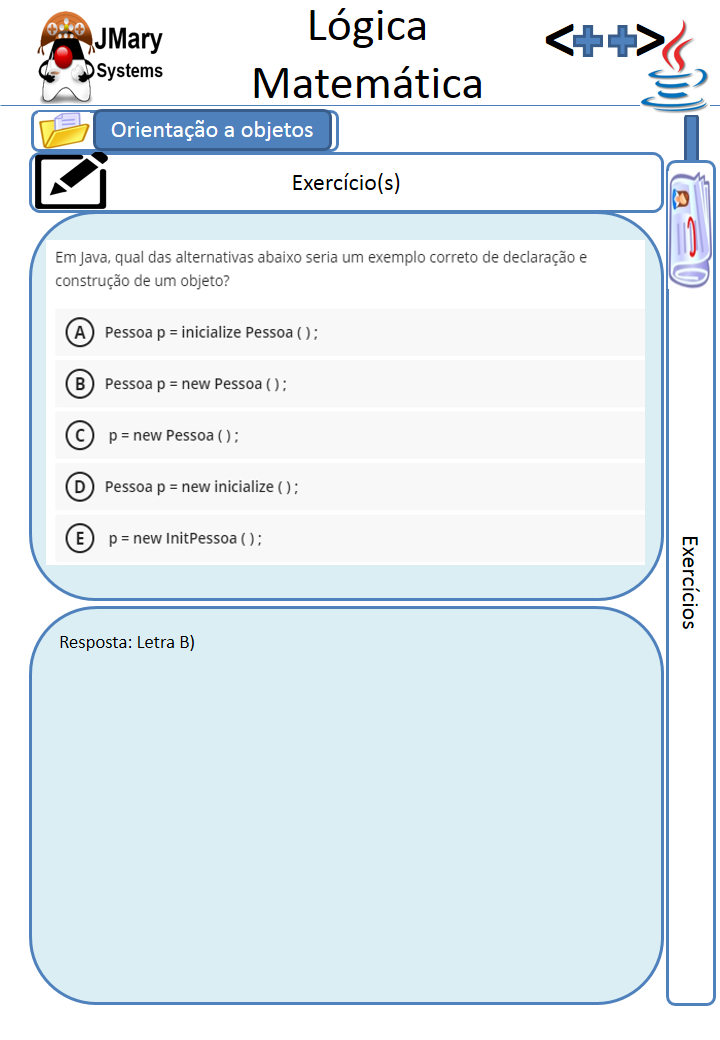 JMary
Systems
Lógica
Matemática
<++>
Orientação a objetos
Exercício(s)
Em Java, qual das alternativas abaixo seria um exemplo correto de declaração e
construção de um objeto?
A Pessoa p = inicialize Pessoa ( ) ;
B Pessoa p = new Pessoa ( ) ;
C p = new Pessoa ( ) ;
D Pessoa p = new inicialize ( ) ;
E p = new InitPessoa ( ) ;
Exercícios
Resposta: Letra B)